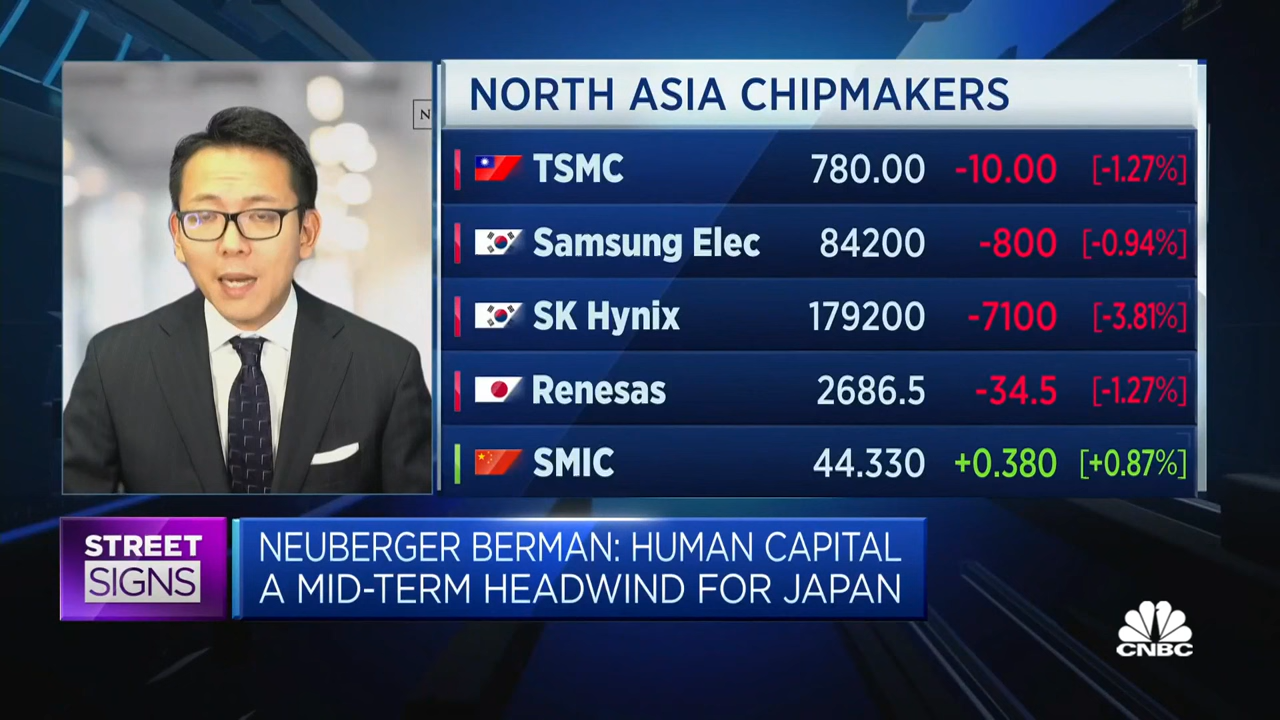 N
NORTH ASIA CHIPMAKERS
TSMC 780.00 -10.00 [-1.27%]
Samsung Elec 84200 -800 [-0.94%]
SK Hynix 179200 -7100 [-3.81%]
Renesas 2686.5 -34.5 [-1.27%]
SMIC 44.330 +0.380 [+0.87%]
STREET
SIGNS
NEUBERGER BERMAN: HUMAN CAPITAL
A MID-TERM HEADWIND FOR JAPAN
CNBC